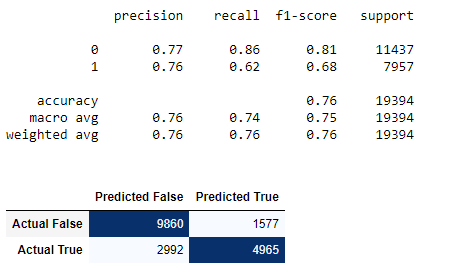 precision recall f1-score support
0 0.77 0.86 0.81 11437
1 0.76 0.62 0.68 7957
accuracy 0.76 19394
macro avg 0.76 0.74 0.75 19394
weighted avg 0.76 0.76 0.76 19394
Predicted False Predicted True
Actual False 9860 1577
Actual True 2992 4965